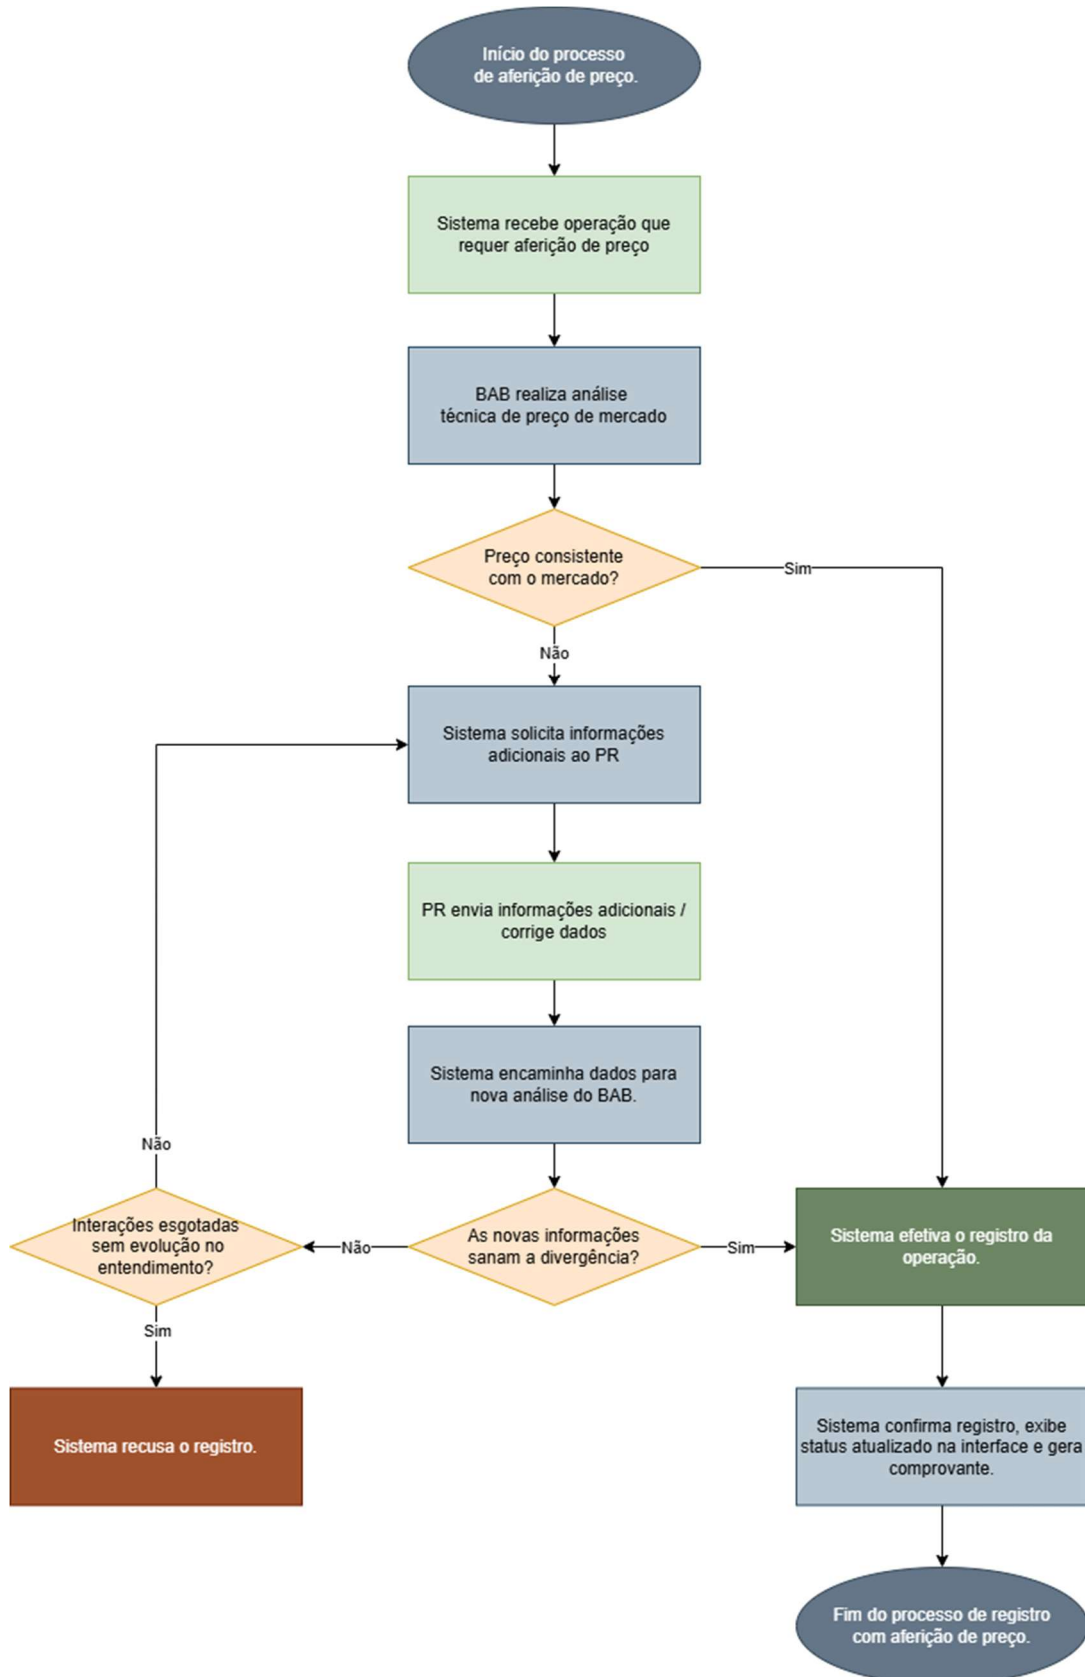 Início do processo
de aferição de preço.
Sistema recebe operação que
requer aferição de preço
BAB realiza análise
técnica de preço de mercado
Preço consistente
com o mercado?
Sim
Não
Sistema solicita informações
adicionais ao PR
PR envia informações adicionais /
corrige dados
Sistema encaminha dados para
nova análise do BAB.
Não
Interações esgotadas
sem evolução no
entendimento?
Não
As novas informações
sanam a divergência?
Sim
Sistema efetiva o registro da
operação.
Sim
Sistema recusa o registro.
Sistema confirma registro, exibe
status atualizado na interface e gera
comprovante.
Fim do processo de registro
com aferição de preço.